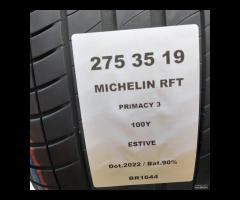 275 35 19
MICHELIN RFT
PRIMACY 3
100Y
ESTIVE
Dot.2022 / Bat.90%
BR1644